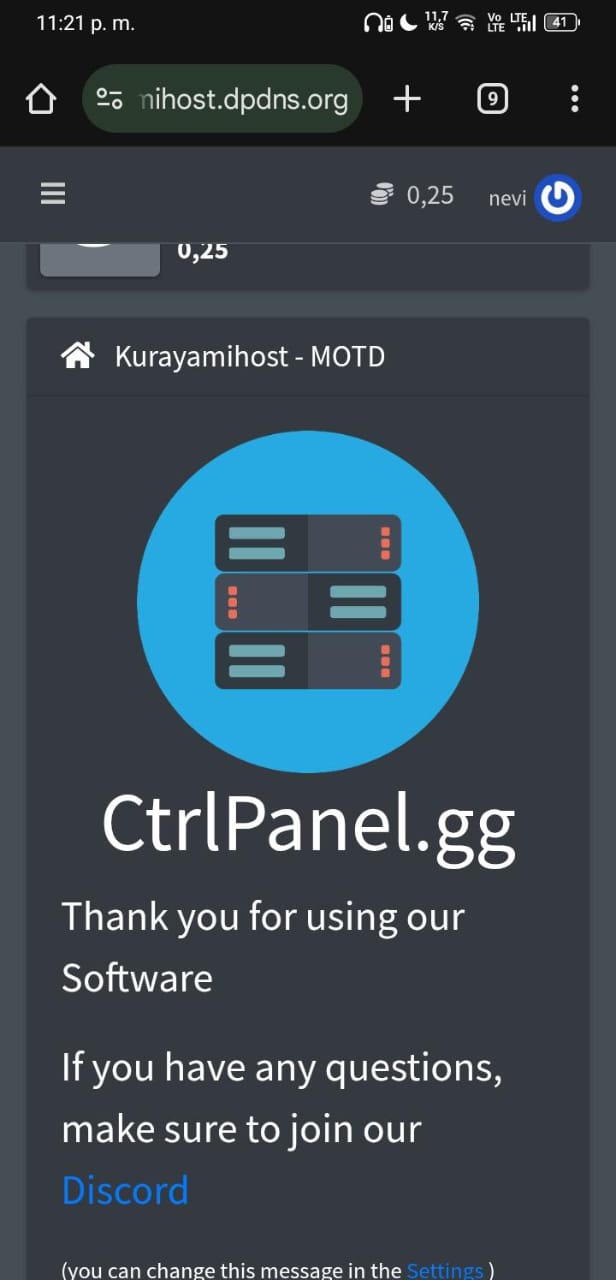 11:21 p. m.
11,7
K/S
Vo
LTE
LTE
41
nihost.dpdns.org
9
0,25
nevi
0,25
Kurayamihost - MOTD
CtrlPanel.gg
Thank you for using our
Software
If you have any questions,
make sure to join our
Discord
(you can change this message in the Settings )